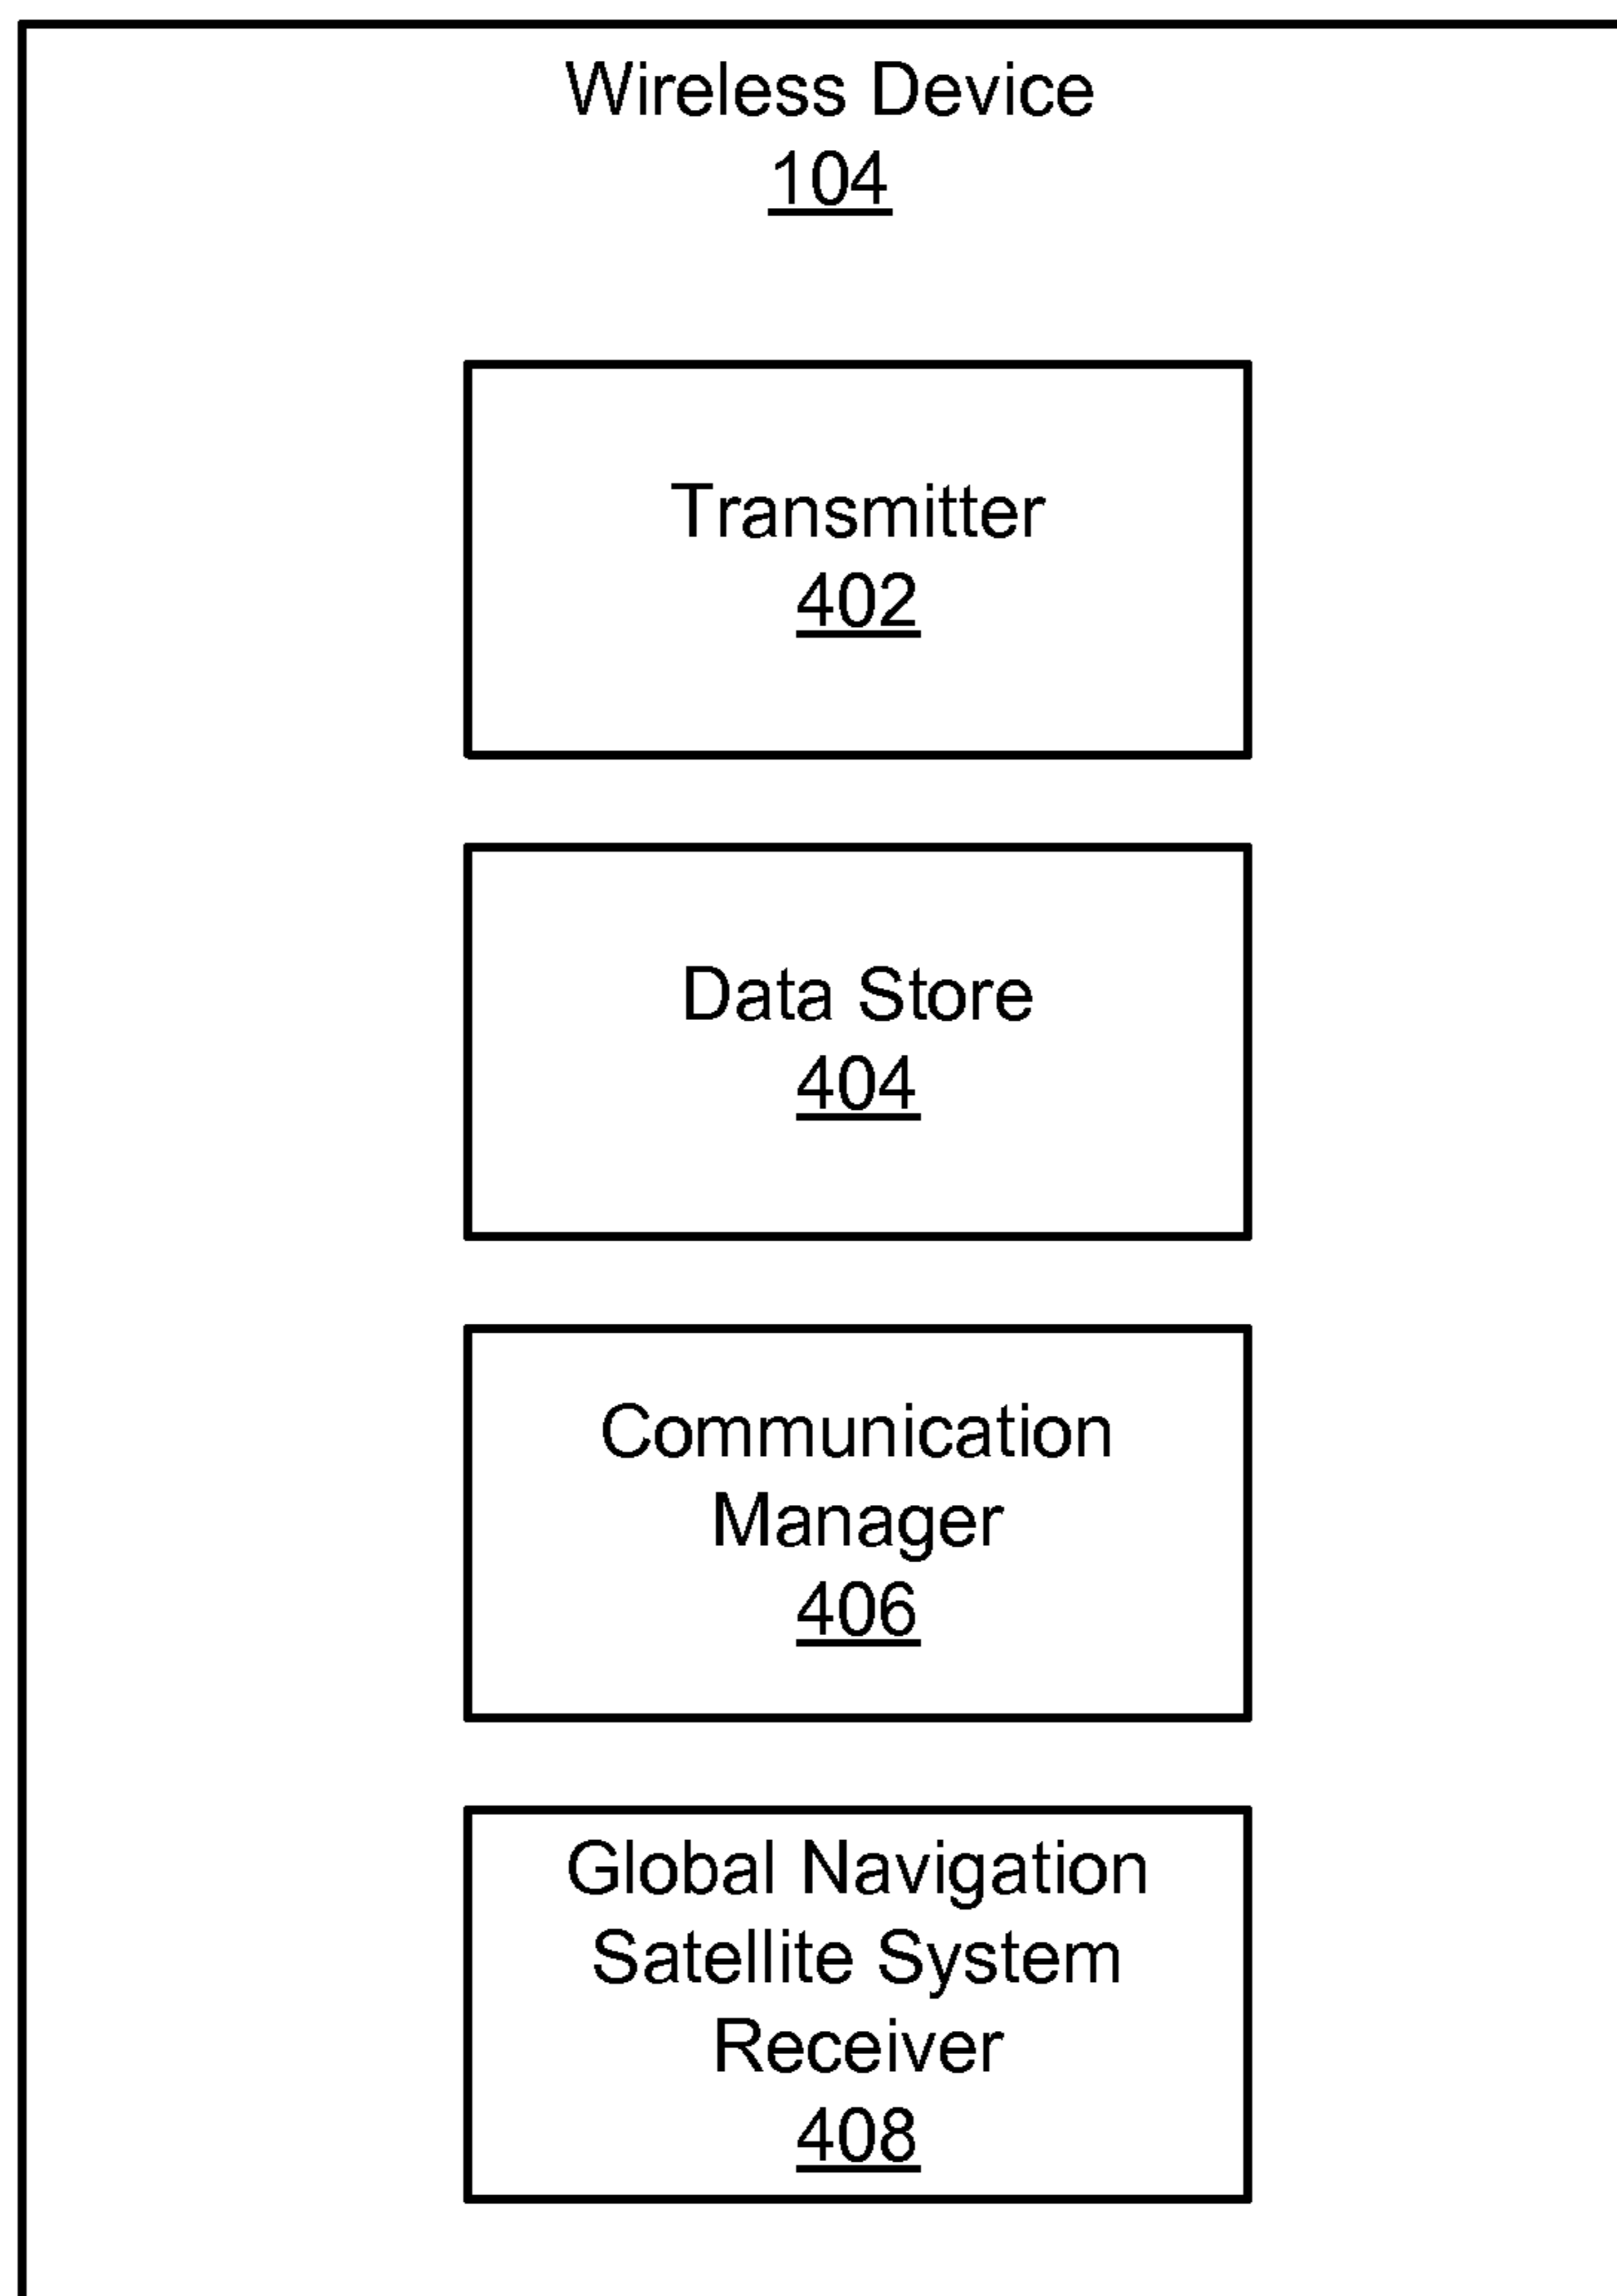 Wireless Device
104
Transmitter
402
Data Store
404
Communication
Manager
406
Global Navigation
Satellite System
Receiver
408